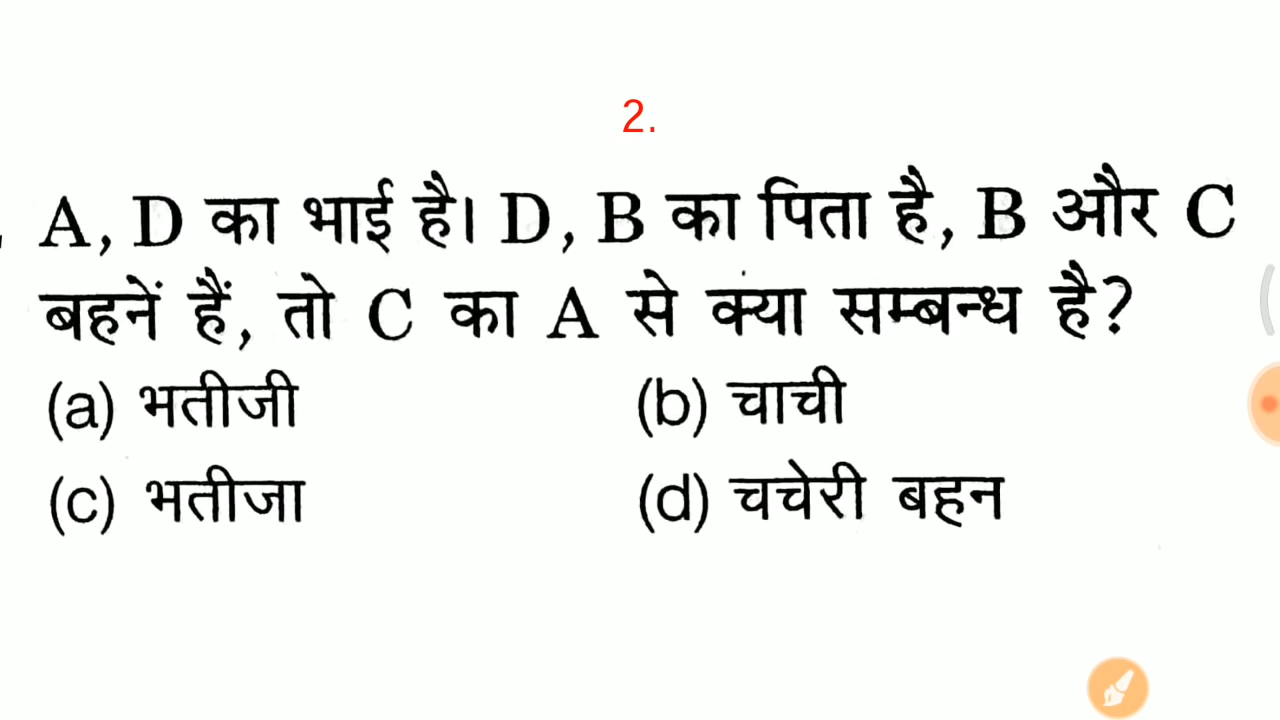 2.
A, D का भाई है। D, B का पिता है, B और C
बहनें हैं, तो C का A से क्या सम्बन्ध है?
(a) भतीजी (b) चाची
(c) भतीजा (d) चचेरी बहन